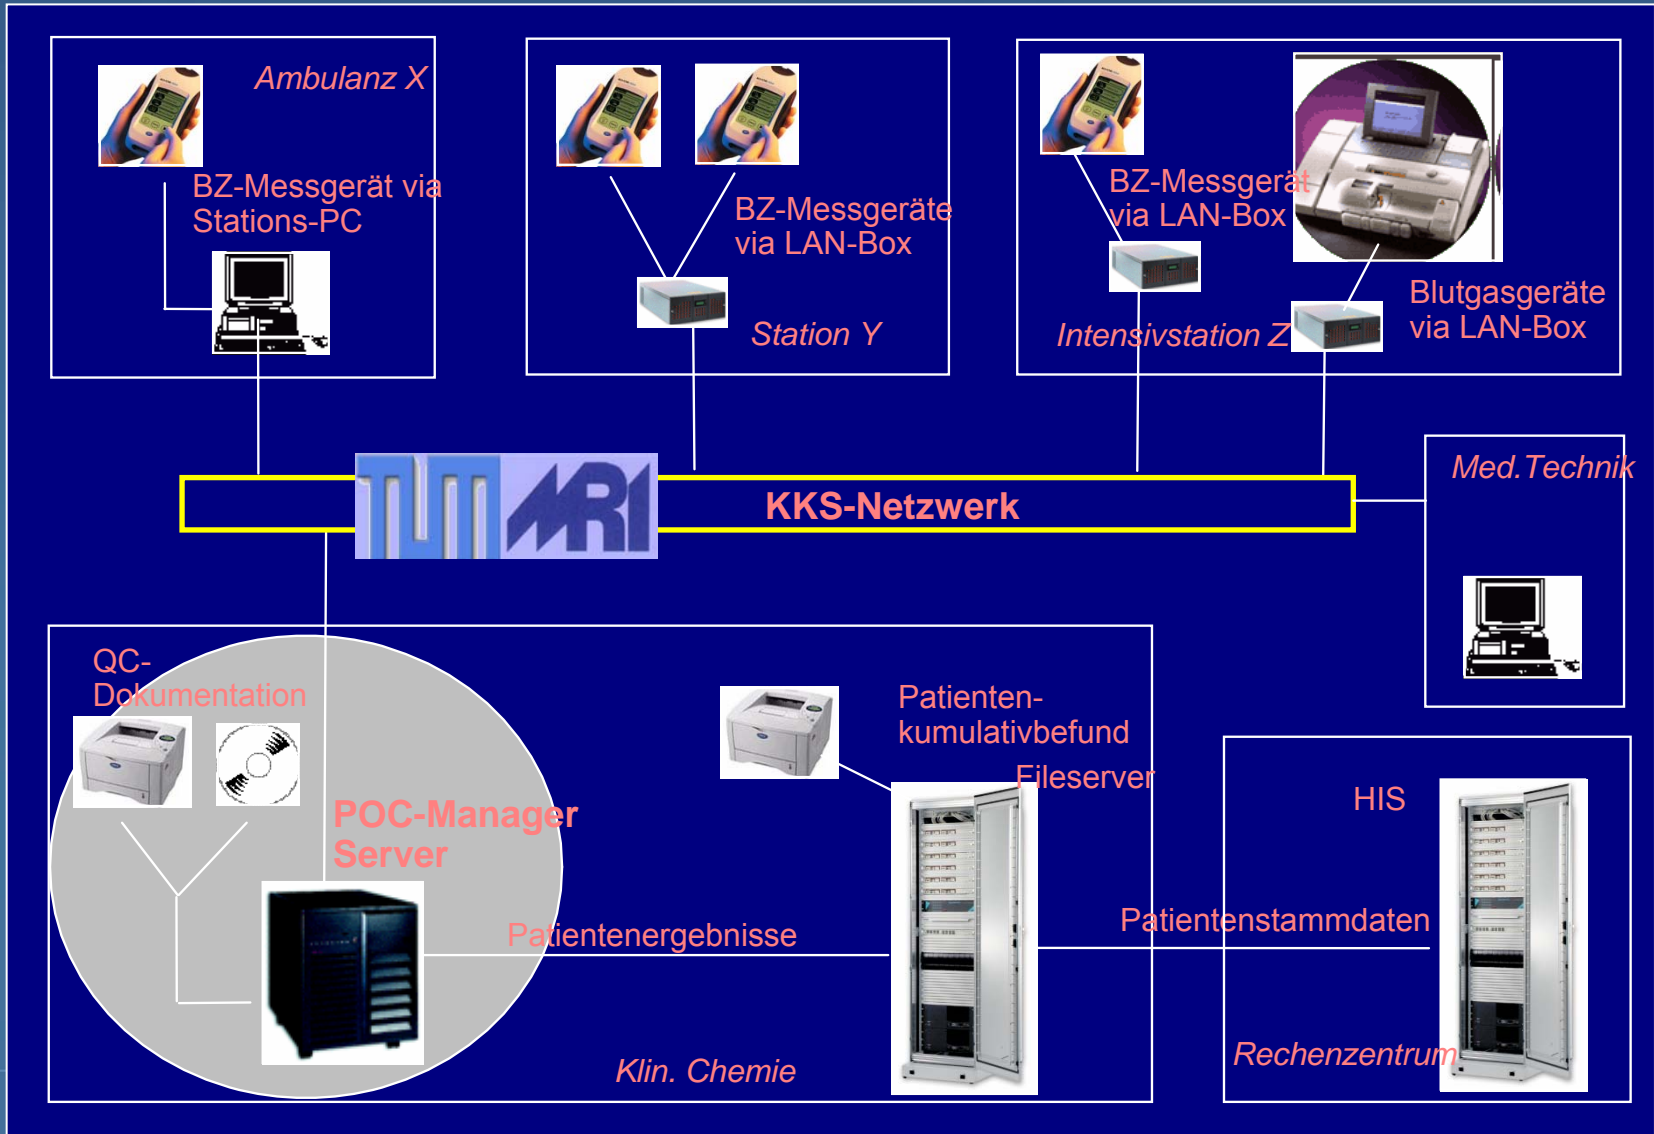 Ambulanz X
BZ-Messgerät via
Stations-PC
BZ-Messgeräte
via LAN-Box
Station Y
BZ-Messgerät
via LAN-Box
Intensivstation Z
Blutgasgeräte
via LAN-Box
TUM
MRI
KKS-Netzwerk
Med.Technik
QC-
Dokumentation
POC-Manager
Server
Patienten-
kumulativbefund
Fileserver
HIS
Patientenergebnisse
Patientenstammdaten
Klin. Chemie
Rechenzentrum